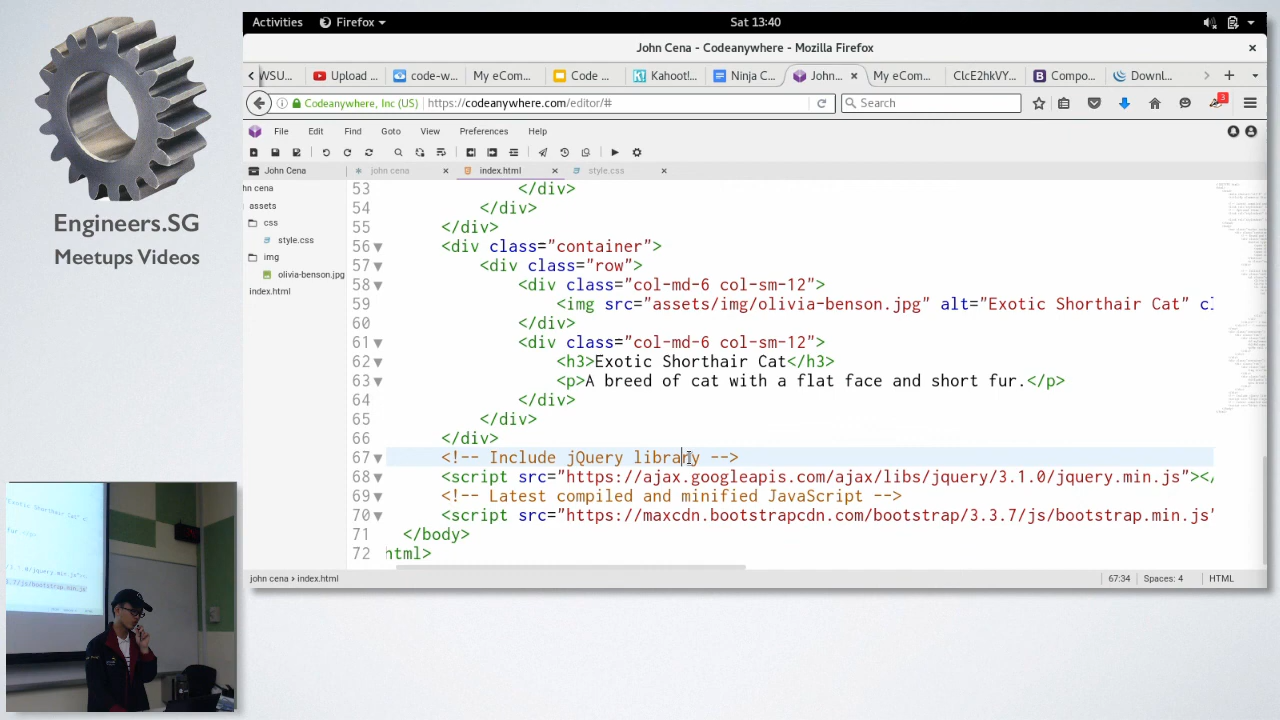 Engineers.SG
Meetups Videos
Activities Firefox Sat 13:40
John Cena - Codeanywhere - Mozilla Firefox
WSU... Upload ... code-w... My eCom... Code ... Kahoot!... Ninja C... John... My eCom... ClcE2hkVY... Compo... Downl...
Codeanywhere, Inc (US) https://codeanywhere.com/editor/# Search 3
File Edit Find Goto View Preferences Help
John Cena john cena index.html style.css
hn cena
assets
css
style.css
img
olivia-benson.jpg
index.html
53 </div>
54 </div>
55 </div>
56 <div class="container">
57 <div class="row">
58 <div class="col-md-6 col-sm-12">
59 <img src="assets/img/olivia-benson.jpg" alt="Exotic Shorthair Cat" cl
60 </div>
61 <div class="col-md-6 col-sm-12">
62 <h3>Exotic Shorthair Cat</h3>
63 <p>A breed of cat with a flat face and short fur.</p>
64 </div>
65 </div>
66 </div>
67 <!-- Include jQuery library -->
68 <script src="https://ajax.googleapis.com/ajax/libs/jquery/3.1.0/jquery.min.js"></
69 <!-- Latest compiled and minified JavaScript -->
70 <script src="https://maxcdn.bootstrapcdn.com/bootstrap/3.3.7/js/bootstrap.min.js"
71 </body>
72 html>
john cena › index.html 67:34 Spaces: 4 HTML